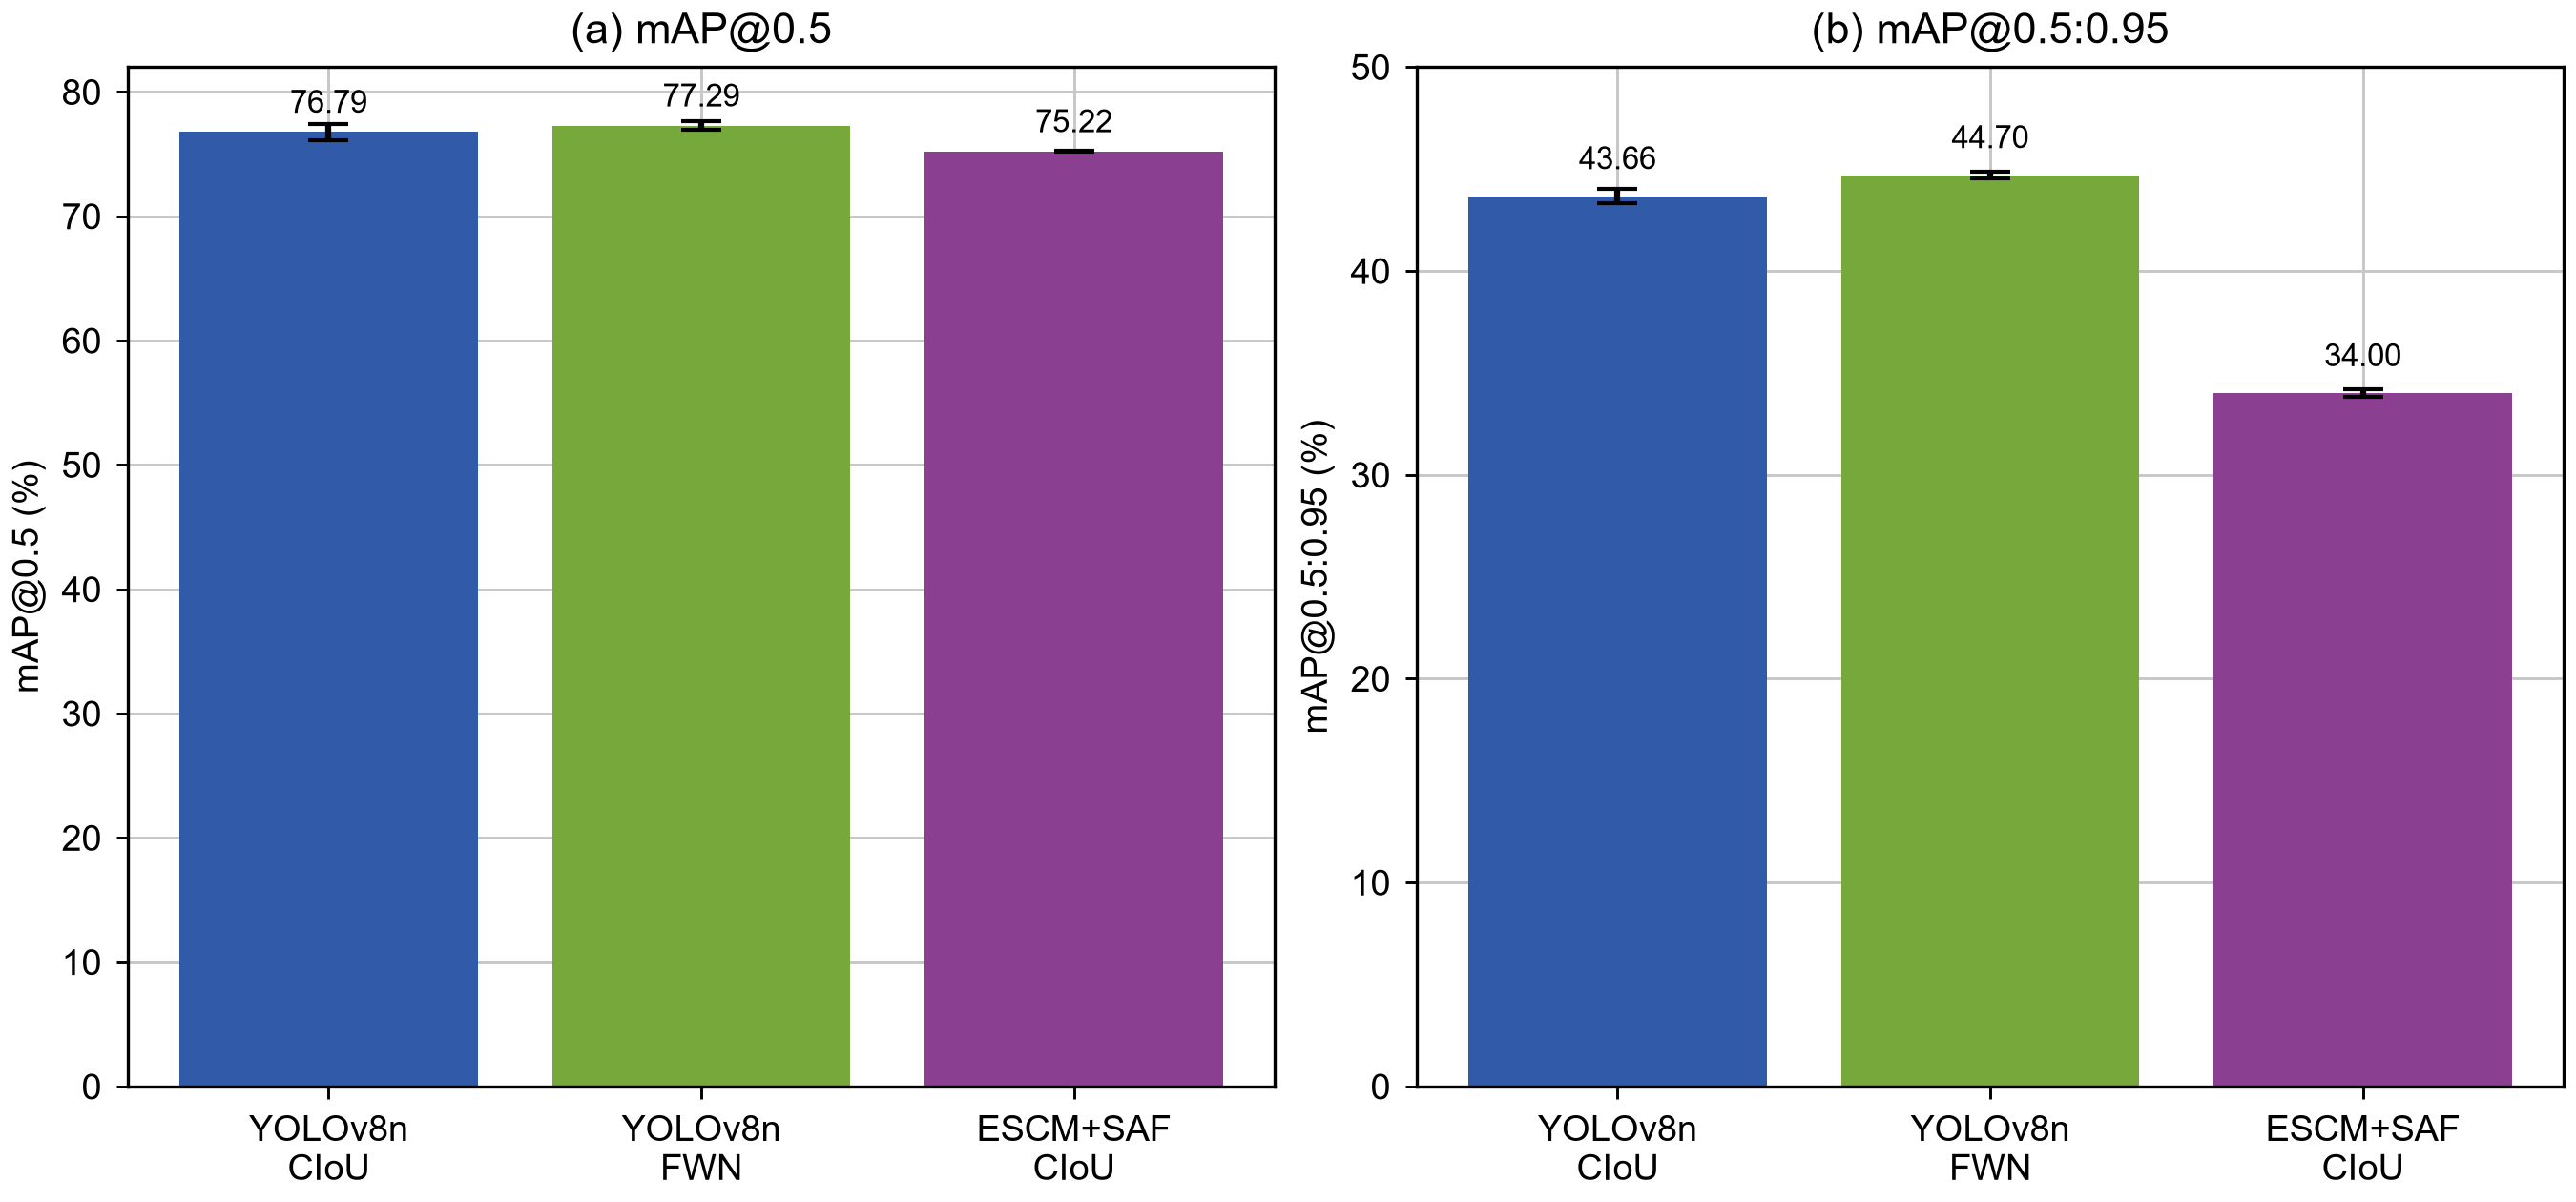 (a) mAP@0.5
mAP@0.5 (%)
80
70
60
50
40
30
20
10
0
76.79
77.29
75.22
YOLOv8n
CIoU
YOLOv8n
FWN
ESCM+SAF
CIoU
(b) mAP@0.5:0.95
mAP@0.5:0.95 (%)
50
40
30
20
10
0
43.66
44.70
34.00
YOLOv8n
CIoU
YOLOv8n
FWN
ESCM+SAF
CIoU